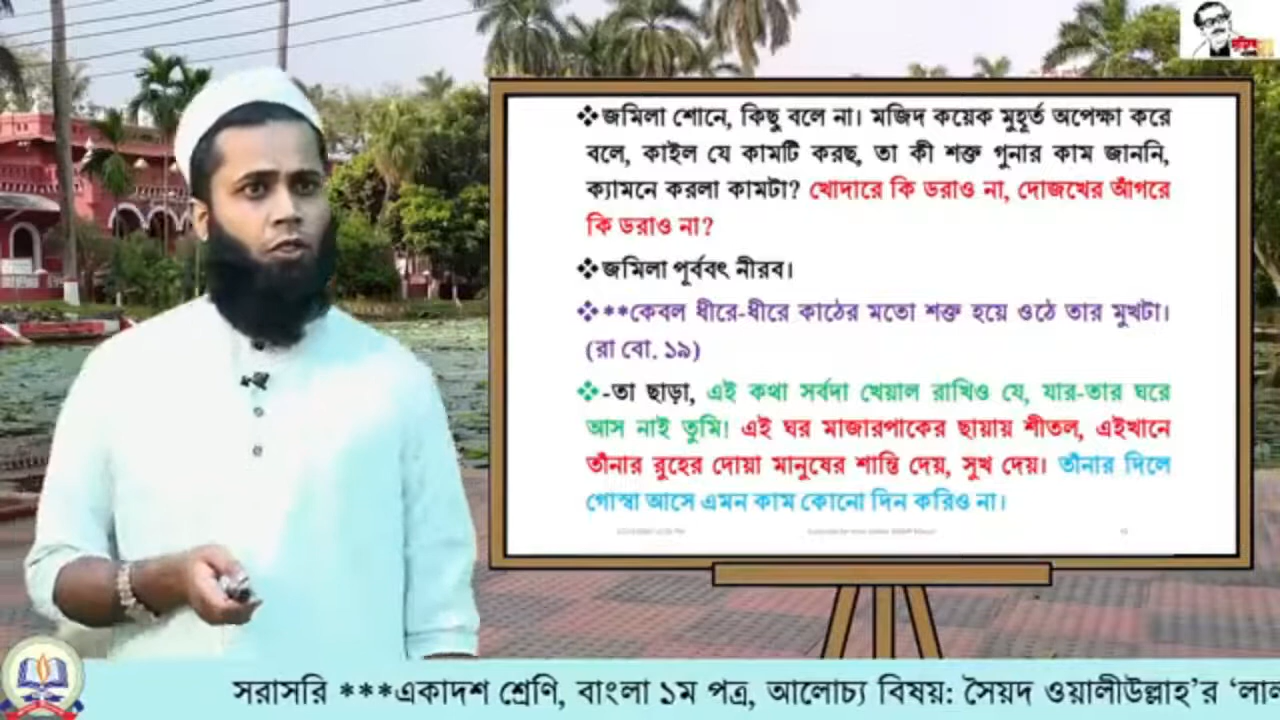 ❖জমিলা শোনে, কিছু বলে না। মজিদ কয়েক মুহূর্ত অপেক্ষা করে
বলে, কাইল যে কামটি করছ, তা কী শক্ত গুনার কাম জাননি,
ক্যামনে করলা কামটা? খোদারে কি ডরাও না, দোজখের আঁগরে
কি ডরাও না?
❖জমিলা পূর্ববৎ নীরব।
❖**কেবল ধীরে-ধীরে কাঠের মতো শক্ত হয়ে ওঠে তার মুখটা।
(রা বো. ১৯)
❖-তা ছাড়া, এই কথা সর্বদা খেয়াল রাখিও যে, যার-তার ঘরে
আস নাই তুমি! এই ঘর মাজারপাকের ছায়ায় শীতল, এইখানে
তাঁনার রুহের দোয়া মানুষের শান্তি দেয়, সুখ দেয়। তাঁনার দিলে
গোস্বা আসে এমন কাম কোনো দিন করিও না।
সরাসরি ***একাদশ শ্রেণি, বাংলা ১ম পত্র, আলোচ্য বিষয়: সৈয়দ ওয়ালীউল্লাহ’র ‘লাল